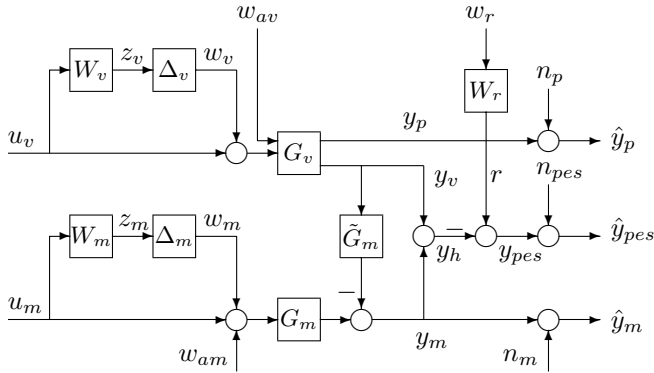 w_{av} w_r
z_v w_v
W_v Δ_v W_r n_p
u_v y_p ŷ_p
G_v
y_v r n_{pes}
z_m w_m
W_m Δ_m G̃_m − ŷ_{pes}
y_h y_{pes}
u_m −
G_m ŷ_m
y_m
w_{am} n_m